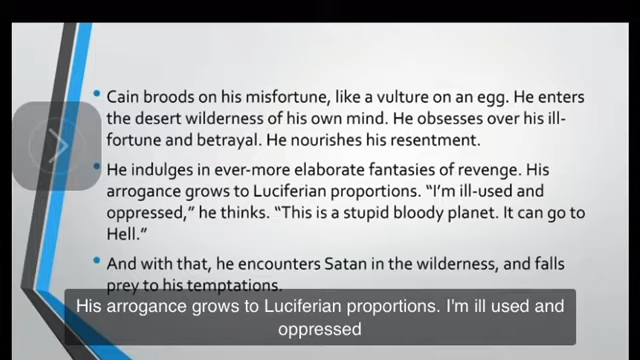 • Cain broods on his misfortune, like a vulture on an egg. He enters
the desert wilderness of his own mind. He obsesses over his ill-
fortune and betrayal. He nourishes his resentment.
• He indulges in ever-more elaborate fantasies of revenge. His
arrogance grows to Luciferian proportions. “I’m ill-used and
oppressed,” he thinks. “This is a stupid bloody planet. It can go to
Hell.”
• And with that, he encounters Satan in the wilderness, and falls
prey to his temptations.
His arrogance grows to Luciferian proportions. I'm ill used and
oppressed